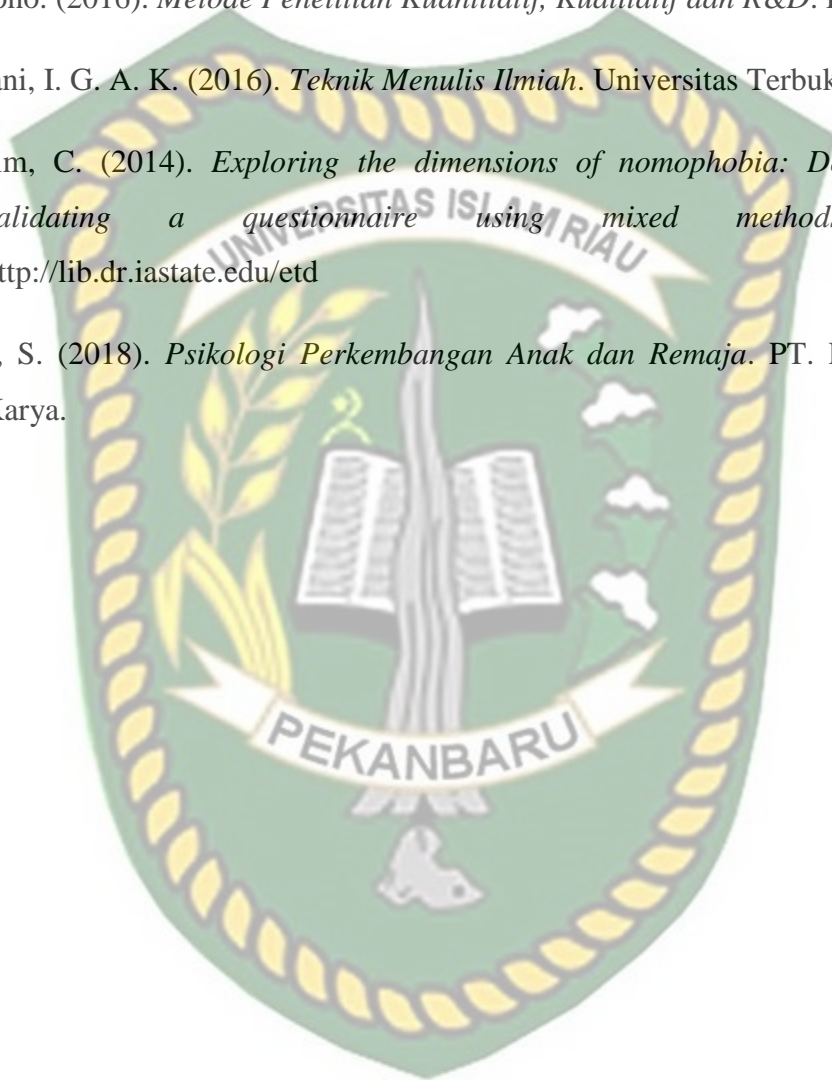 (2016). Metode Penelitian Kuantitatif, Kualitatif dan R&D.
ani, I. G. A. K. (2016). Teknik Menulis Ilmiah. Universitas Terbuk
m, C. (2014). Exploring the dimensions of nomophobia: D
alidating a questionnaire using mixed methods
ttp://lib.dr.iastate.edu/etd
, S. (2018). Psikologi Perkembangan Anak dan Remaja. PT.
Karya.
UNIVERSITAS ISLAM RIAU
PEKANBARU